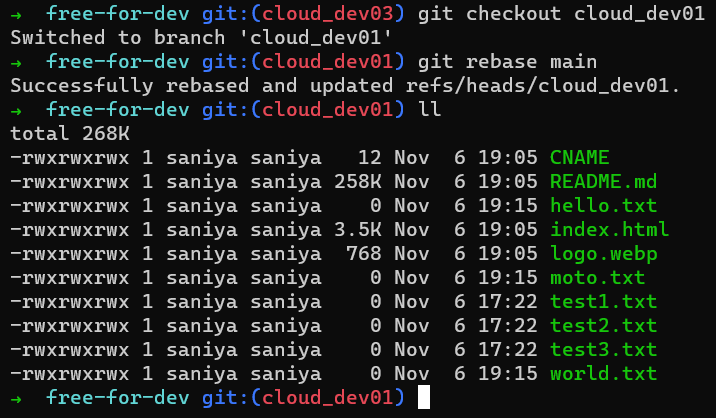 →  free-for-dev git:(cloud_dev03) git checkout cloud_dev01
Switched to branch 'cloud_dev01'
→  free-for-dev git:(cloud_dev01) git rebase main
Successfully rebased and updated refs/heads/cloud_dev01.
→  free-for-dev git:(cloud_dev01) ll
total 268K
-rwxrwxrwx 1 saniya saniya   12 Nov  6 19:05 CNAME
-rwxrwxrwx 1 saniya saniya 258K Nov  6 19:05 README.md
-rwxrwxrwx 1 saniya saniya    0 Nov  6 19:15 hello.txt
-rwxrwxrwx 1 saniya saniya 3.5K Nov  6 19:05 index.html
-rwxrwxrwx 1 saniya saniya  768 Nov  6 19:05 logo.webp
-rwxrwxrwx 1 saniya saniya    0 Nov  6 19:15 moto.txt
-rwxrwxrwx 1 saniya saniya    0 Nov  6 17:22 test1.txt
-rwxrwxrwx 1 saniya saniya    0 Nov  6 17:22 test2.txt
-rwxrwxrwx 1 saniya saniya    0 Nov  6 17:22 test3.txt
-rwxrwxrwx 1 saniya saniya    0 Nov  6 19:15 world.txt
→  free-for-dev git:(cloud_dev01)